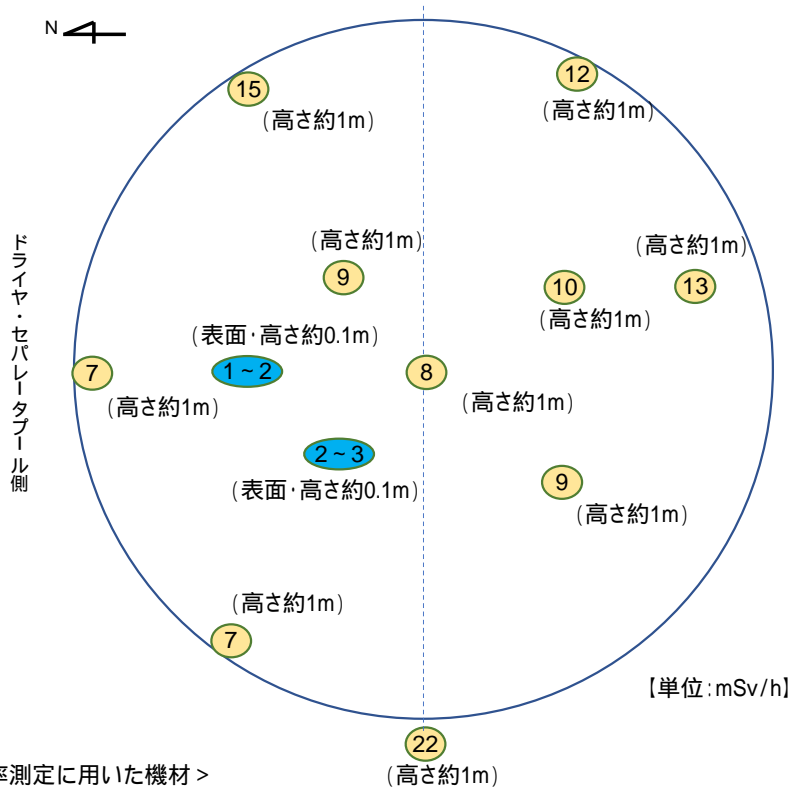 N
15
(高さ約1m)
12
(高さ約1m)
ドライヤ・セパレータプール側
(高さ約1m)
9
(高さ約1m)
10
(高さ約1m)
13
(表面・高さ約0.1m)
1~2
7
(高さ約1m)
8
(高さ約1m)
2~3
(表面・高さ約0.1m)
9
(高さ約1m)
(高さ約1m)
7
【単位:mSv/h】
22
(高さ約1m)
率測定に用いた機材>